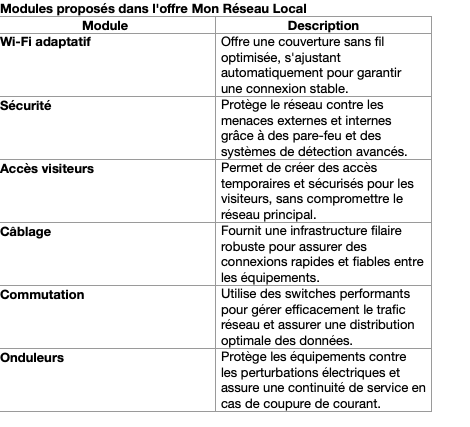 Modules proposés dans l'offre Mon Réseau Local
Module Description
Wi-Fi adaptatif Offre une couverture sans fil
optimisée, s'ajustant
automatiquement pour garantir
une connexion stable.
Sécurité Protège le réseau contre les
menaces externes et internes
grâce à des pare-feu et des
systèmes de détection avancés.
Accès visiteurs Permet de créer des accès
temporaires et sécurisés pour les
visiteurs, sans compromettre le
réseau principal.
Câblage Fournit une infrastructure filaire
robuste pour assurer des
connexions rapides et fiables entre
les équipements.
Commutation Utilise des switches performants
pour gérer efficacement le trafic
réseau et assurer une distribution
optimale des données.
Onduleurs Protège les équipements contre
les perturbations électriques et
assure une continuité de service en
cas de coupure de courant.